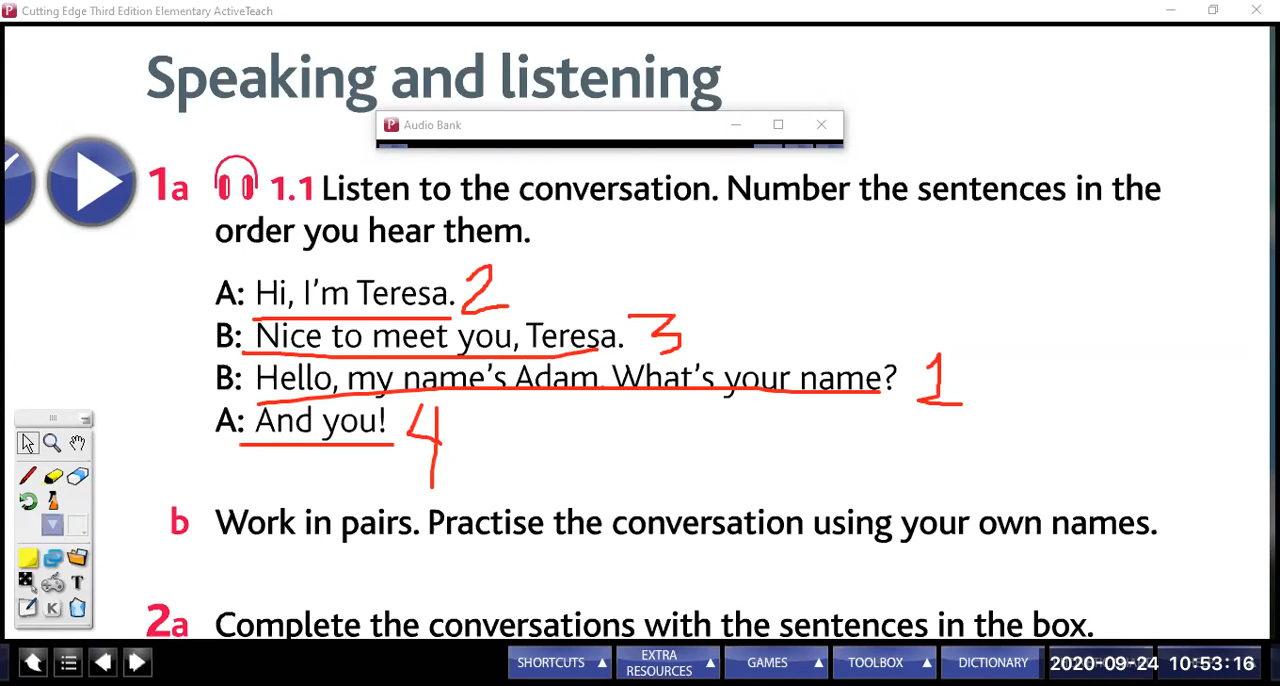 Cutting Edge Third Edition Elementary ActiveTeach
Speaking and listening
Audio Bank
1a 1.1 Listen to the conversation. Number the sentences in the
order you hear them.
A: Hi, I'm Teresa. 2
B: Nice to meet you, Teresa. 3
B: Hello, my name's Adam. What's your name? 1
A: And you! 4
b Work in pairs. Practise the conversation using your own names.
2a Complete the conversations with the sentences in the box.
T
K
SHORTCUTS EXTRA RESOURCES GAMES TOOLBOX DICTIONARY 2020-09-24 10:53:16